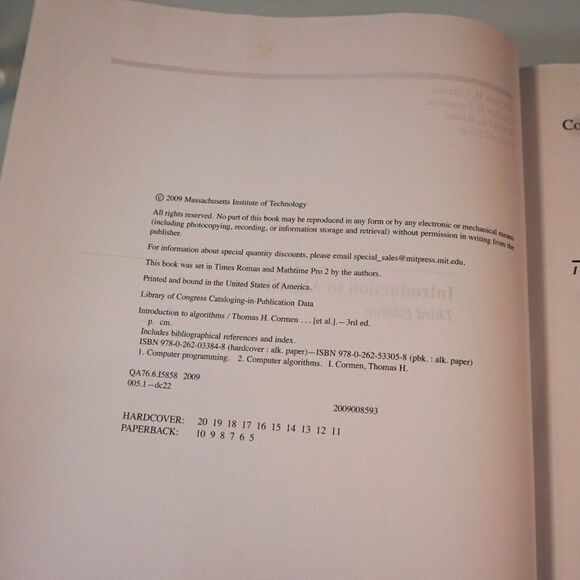 © 2009 Massachusetts Institute of Technology
All rights reserved. No part of this book may be reproduced in any form or by any electronic or mechanical means
(including photocopying, recording, or information storage and retrieval) without permission in writing from the
publisher.
For information about special quantity discounts, please email special_sales@mitpress.mit.edu.
This book was set in Times Roman and Mathtime Pro 2 by the authors.
Printed and bound in the United States of America.
Library of Congress Cataloging-in-Publication Data
Introduction to algorithms / Thomas H. Cormen . . . [et al.].—3rd ed.
p. cm.
Includes bibliographical references and index.
ISBN 978-0-262-03384-8 (hardcover : alk. paper)—ISBN 978-0-262-53305-8 (pbk. : alk. paper)
1. Computer programming. 2. Computer algorithms. I. Cormen, Thomas H.
QA76.6.I5858 2009
005.1—dc22
2009008593
HARDCOVER: 20 19 18 17 16 15 14 13 12 11
PAPERBACK: 10 9 8 7 6 5
Co
I